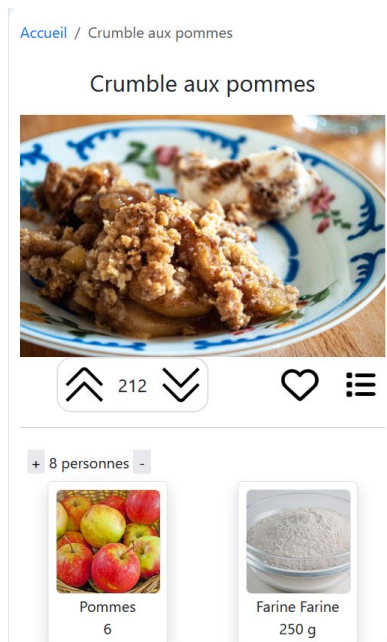 Accueil / Crumble aux pommes
Crumble aux pommes
212
+ 8 personnes -
Pommes
Farine Farine
6
250 g